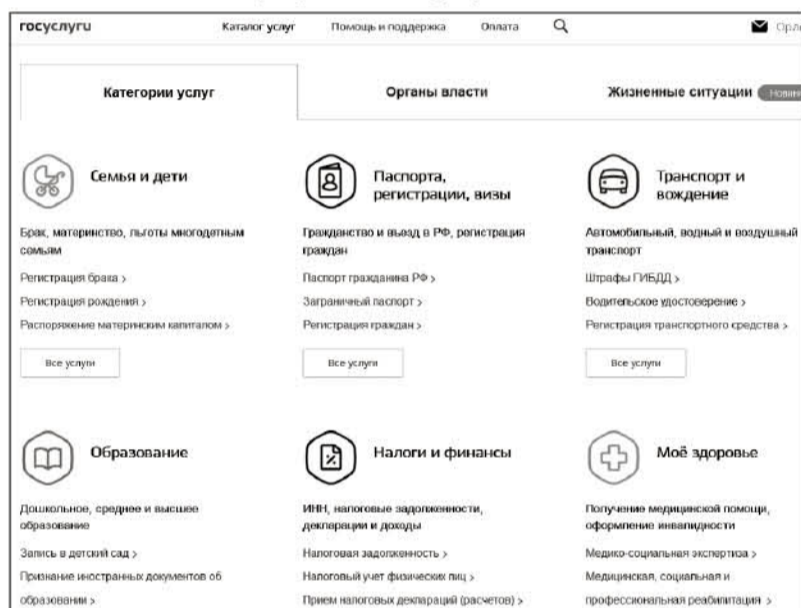 госуслуги Каталог услуг Помощь и поддержка Оплата
Категории услуг Органы власти Жизненные ситуации
Семья и дети
Брак, материнство, льготы многодетным
семьям
Регистрация брака >
Регистрация рождения >
Распоряжение материнским капиталом >
Все услуги
Паспорта,
регистрации, визы
Гражданство и въезд в РФ, регистрация
граждан
Паспорт гражданина РФ >
Заграничный паспорт >
Регистрация граждан >
Все услуги
Транспорт и
вождение
Автомобильный, водный и воздушный
транспорт
Штрафы ГИБДД >
Водительское удостоверение >
Регистрация транспортного средства >
Все услуги
Образование
Дошкольное, среднее и высшее
образование
Запись в детский сад >
Признание иностранных документов об
образовании >
Налоги и финансы
ИНН, налоговые задолженности,
декларации и доходы
Налоговая задолженность >
Налоговый учет физических лиц >
Прием налоговых деклараций (расчетов) >
Моё здоровье
Получение медицинской помощи,
оформление инвалидности
Медико-социальная экспертиза >
Медицинская, социальная и
профессиональная реабилитация >